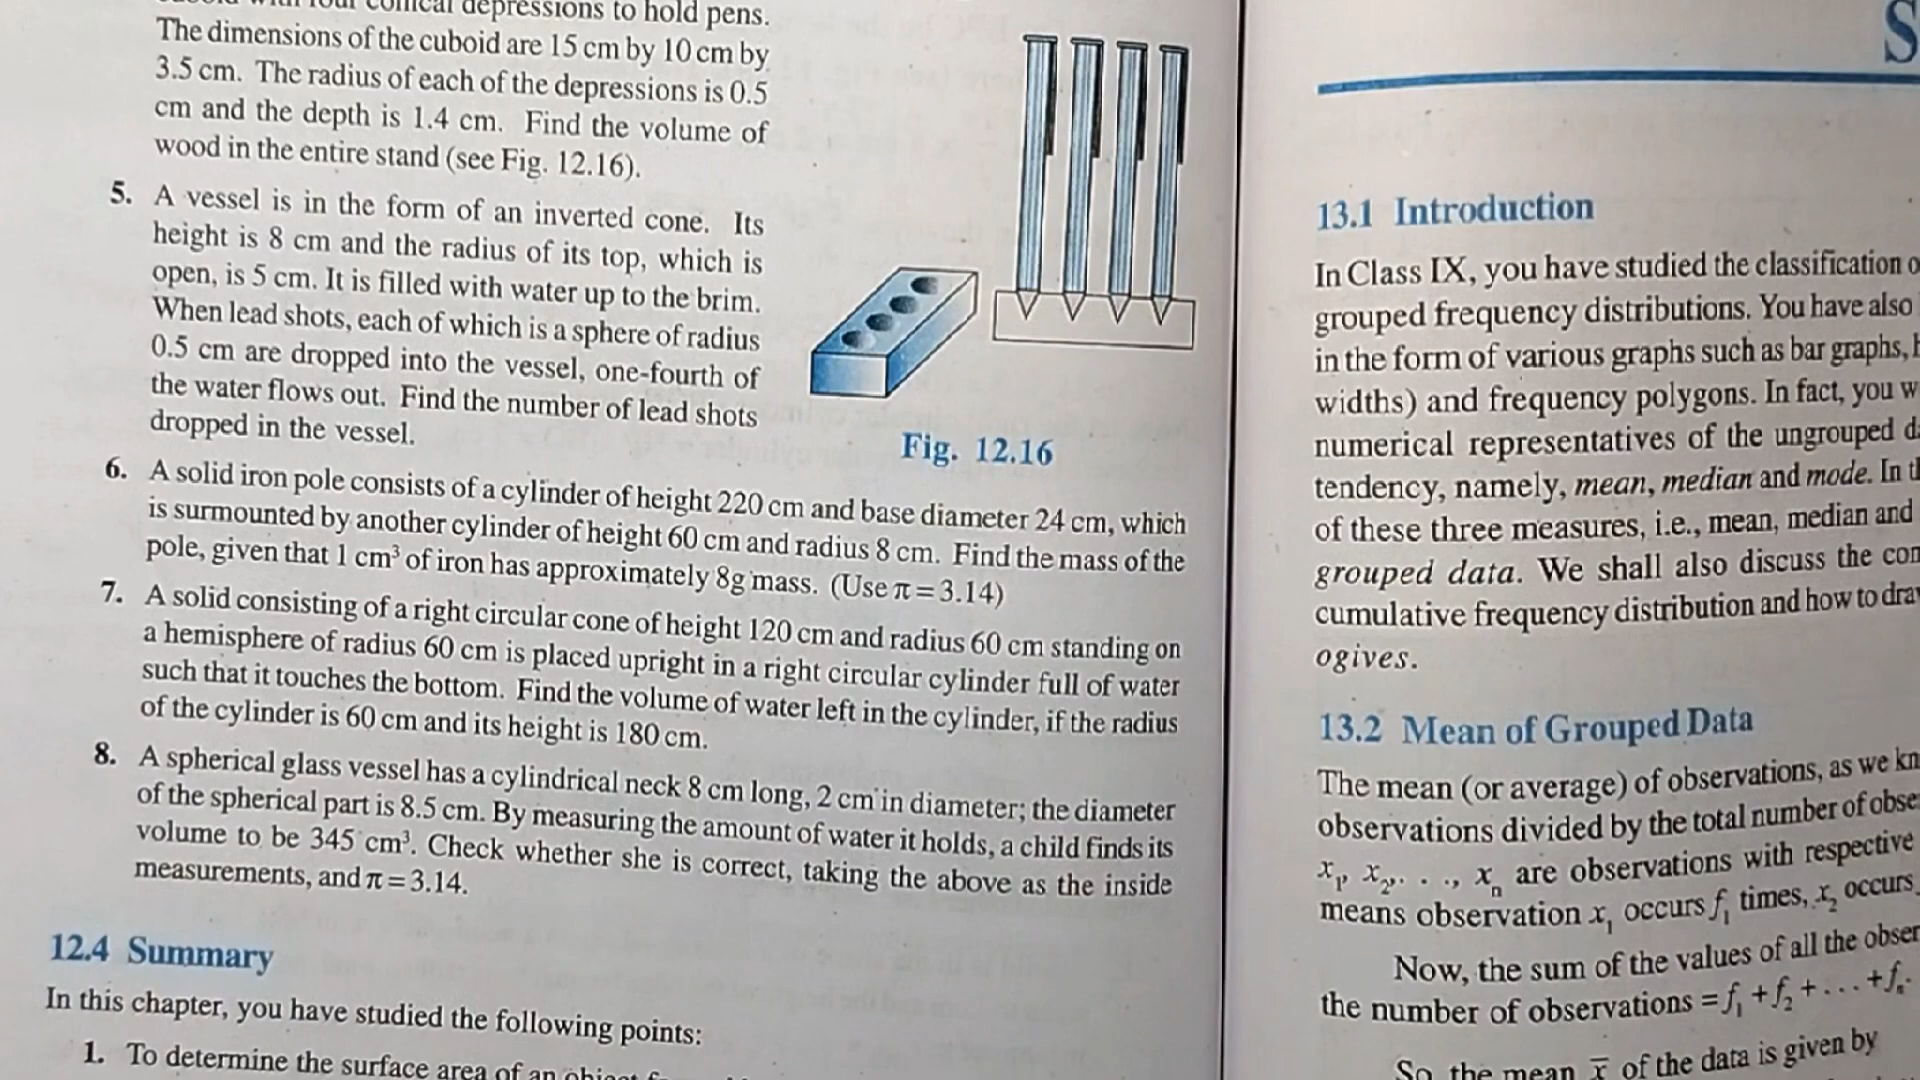 depressions to hold pens.
The dimensions of the cuboid are 15 cm by 10 cm by
3.5 cm. The radius of each of the depressions is 0.5
cm and the depth is 1.4 cm. Find the volume of
wood in the entire stand (see Fig. 12.16).
5. A vessel is in the form of an inverted cone. Its
height is 8 cm and the radius of its top, which is
open, is 5 cm. It is filled with water up to the brim.
When lead shots, each of which is a sphere of radius
0.5 cm are dropped into the vessel, one-fourth of
the water flows out. Find the number of lead shots
dropped in the vessel.
Fig. 12.16
6. A solid iron pole consists of a cylinder of height 220 cm and base diameter 24 cm, which
is surmounted by another cylinder of height 60 cm and radius 8 cm. Find the mass of the
pole, given that 1 cm³ of iron has approximately 8g mass. (Use π = 3.14)
7. A solid consisting of a right circular cone of height 120 cm and radius 60 cm standing on
a hemisphere of radius 60 cm is placed upright in a right circular cylinder full of water
such that it touches the bottom. Find the volume of water left in the cylinder, if the radius
of the cylinder is 60 cm and its height is 180 cm.
8. A spherical glass vessel has a cylindrical neck 8 cm long, 2 cm in diameter; the diameter
of the spherical part is 8.5 cm. By measuring the amount of water it holds, a child finds its
volume to be 345 cm³. Check whether she is correct, taking the above as the inside
measurements, and π = 3.14.
12.4 Summary
In this chapter, you have studied the following points:
1. To determine the surface area of an
S
13.1 Introduction
In Class IX, you have studied the classification
grouped frequency distributions. You have also
in the form of various graphs such as bar graphs,
widths) and frequency polygons. In fact, you
numerical representatives of the ungrouped
tendency, namely, mean, median and mode. In
of these three measures, i.e., mean, median and
grouped data. We shall also discuss the
cumulative frequency distribution and how to
ogives.
13.2 Mean of Grouped Data
The mean (or average) of observations, as we
observations divided by the total number of
x₁, x₂, . . ., xₙ are observations with respective
means observation x₁ occurs f₁ times, x₂ occurs
Now, the sum of the values of all the
the number of observations = f₁ + f₂ + . . . + fₙ.
So, the mean x̄ of the data is given by